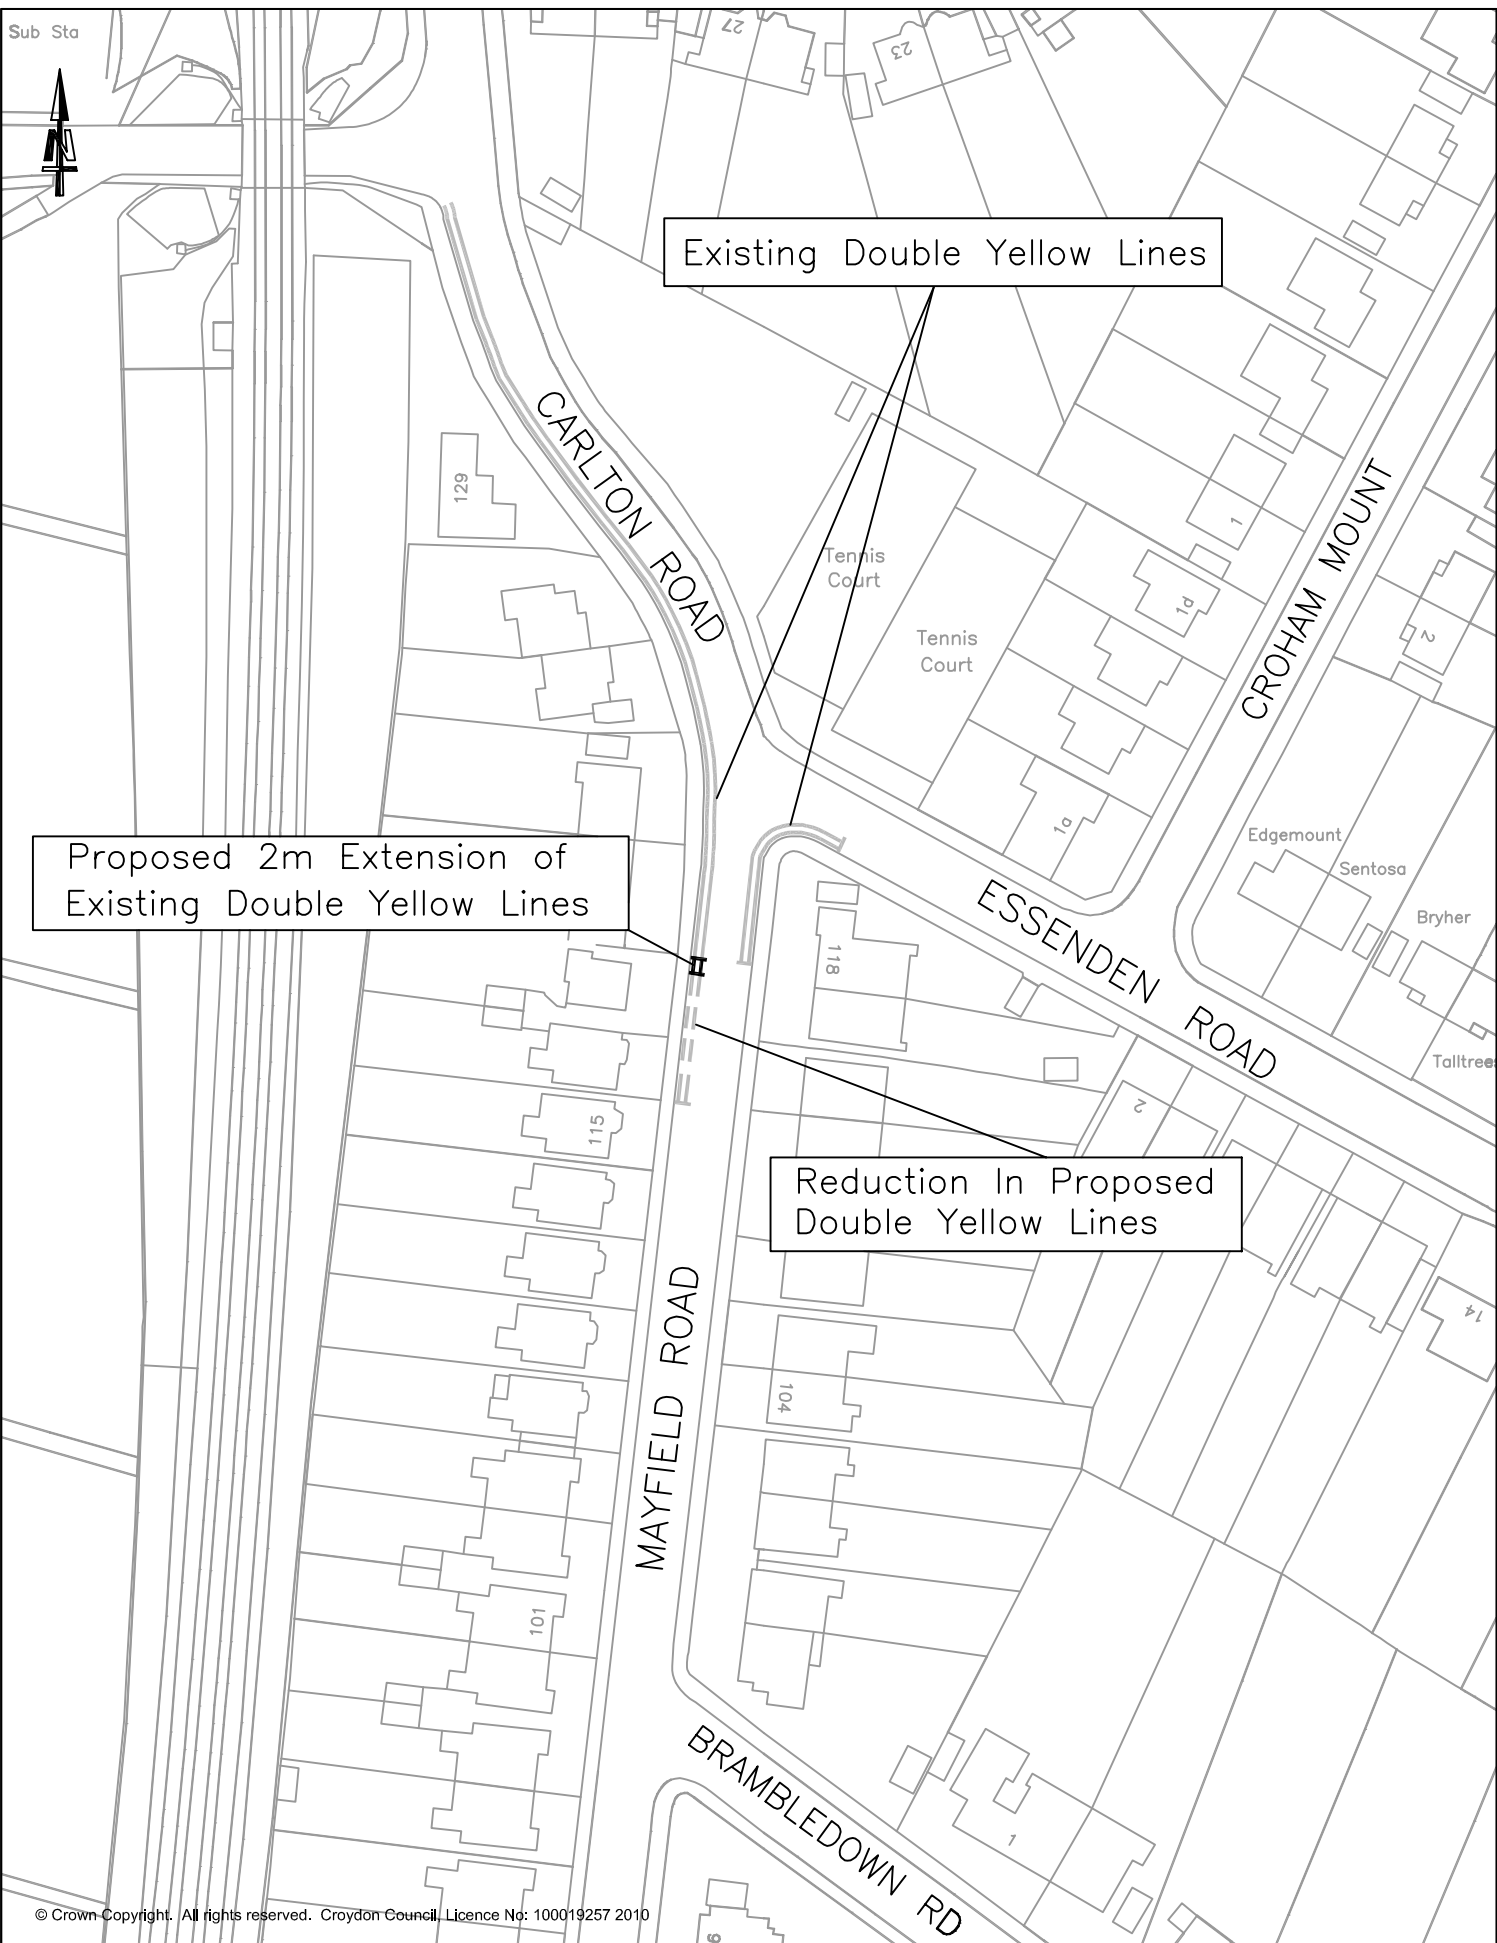 Sub Sta
N
27
23
Existing Double Yellow Lines
CARLTON ROAD
129
Tennis
Court
Tennis
Court
1
1d
CROHAM MOUNT
2
1a
Edgemount
Sentosa
Bryher
Talltrees
Proposed 2m Extension of
Existing Double Yellow Lines
118
ESSENDEN ROAD
2
115
Reduction In Proposed
Double Yellow Lines
14
MAYFIELD ROAD
104
101
BRAMBLEDOWN RD
1
9
© Crown Copyright. All rights reserved. Croydon Council, Licence No: 100019257 2010